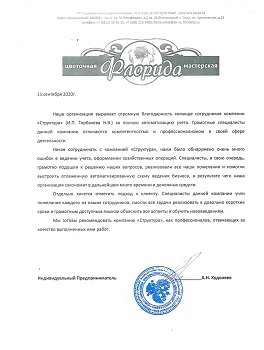 цветочная Флорида мастерская
11 сентября 2020г.
Наша организация выражает огромную благодарность команде сотрудников компании
«Структура» (И.П. Горбачева Н.В.) за полную автоматизацию учета. Грамотные специалисты
данной компании отличаются компетентностью и профессионализмом в своей сфере
деятельности.
Начав сотрудничать с компанией «Структура», нами было обнаружено очень много
ошибок в ведении учета, оформлении хозяйственных операций. Специалисты, в свою очередь,
грамотно подошли к решению наших вопросов, реализовали все наши пожелания и помогли
выстроить отлаженную автоматизированную схему ведения бизнеса, в результате чего наша
организация сэкономит в дальнейшем много времени и денежных средств.
Отдельно хочется отметить подход к клиенту. Специалисты данной компании учли
пожелания каждого из наших сотрудников, смогли все задачи реализовать в довольно короткие
сроки и грамотным доступным языком объяснить все аспекты и обучить нововведениям.
Мы готовы рекомендовать компанию «Структура», как профессионалов, отвечающих за
качество выполненных ими работ.
Индивидуальный Предприниматель А.Н. Худолеев